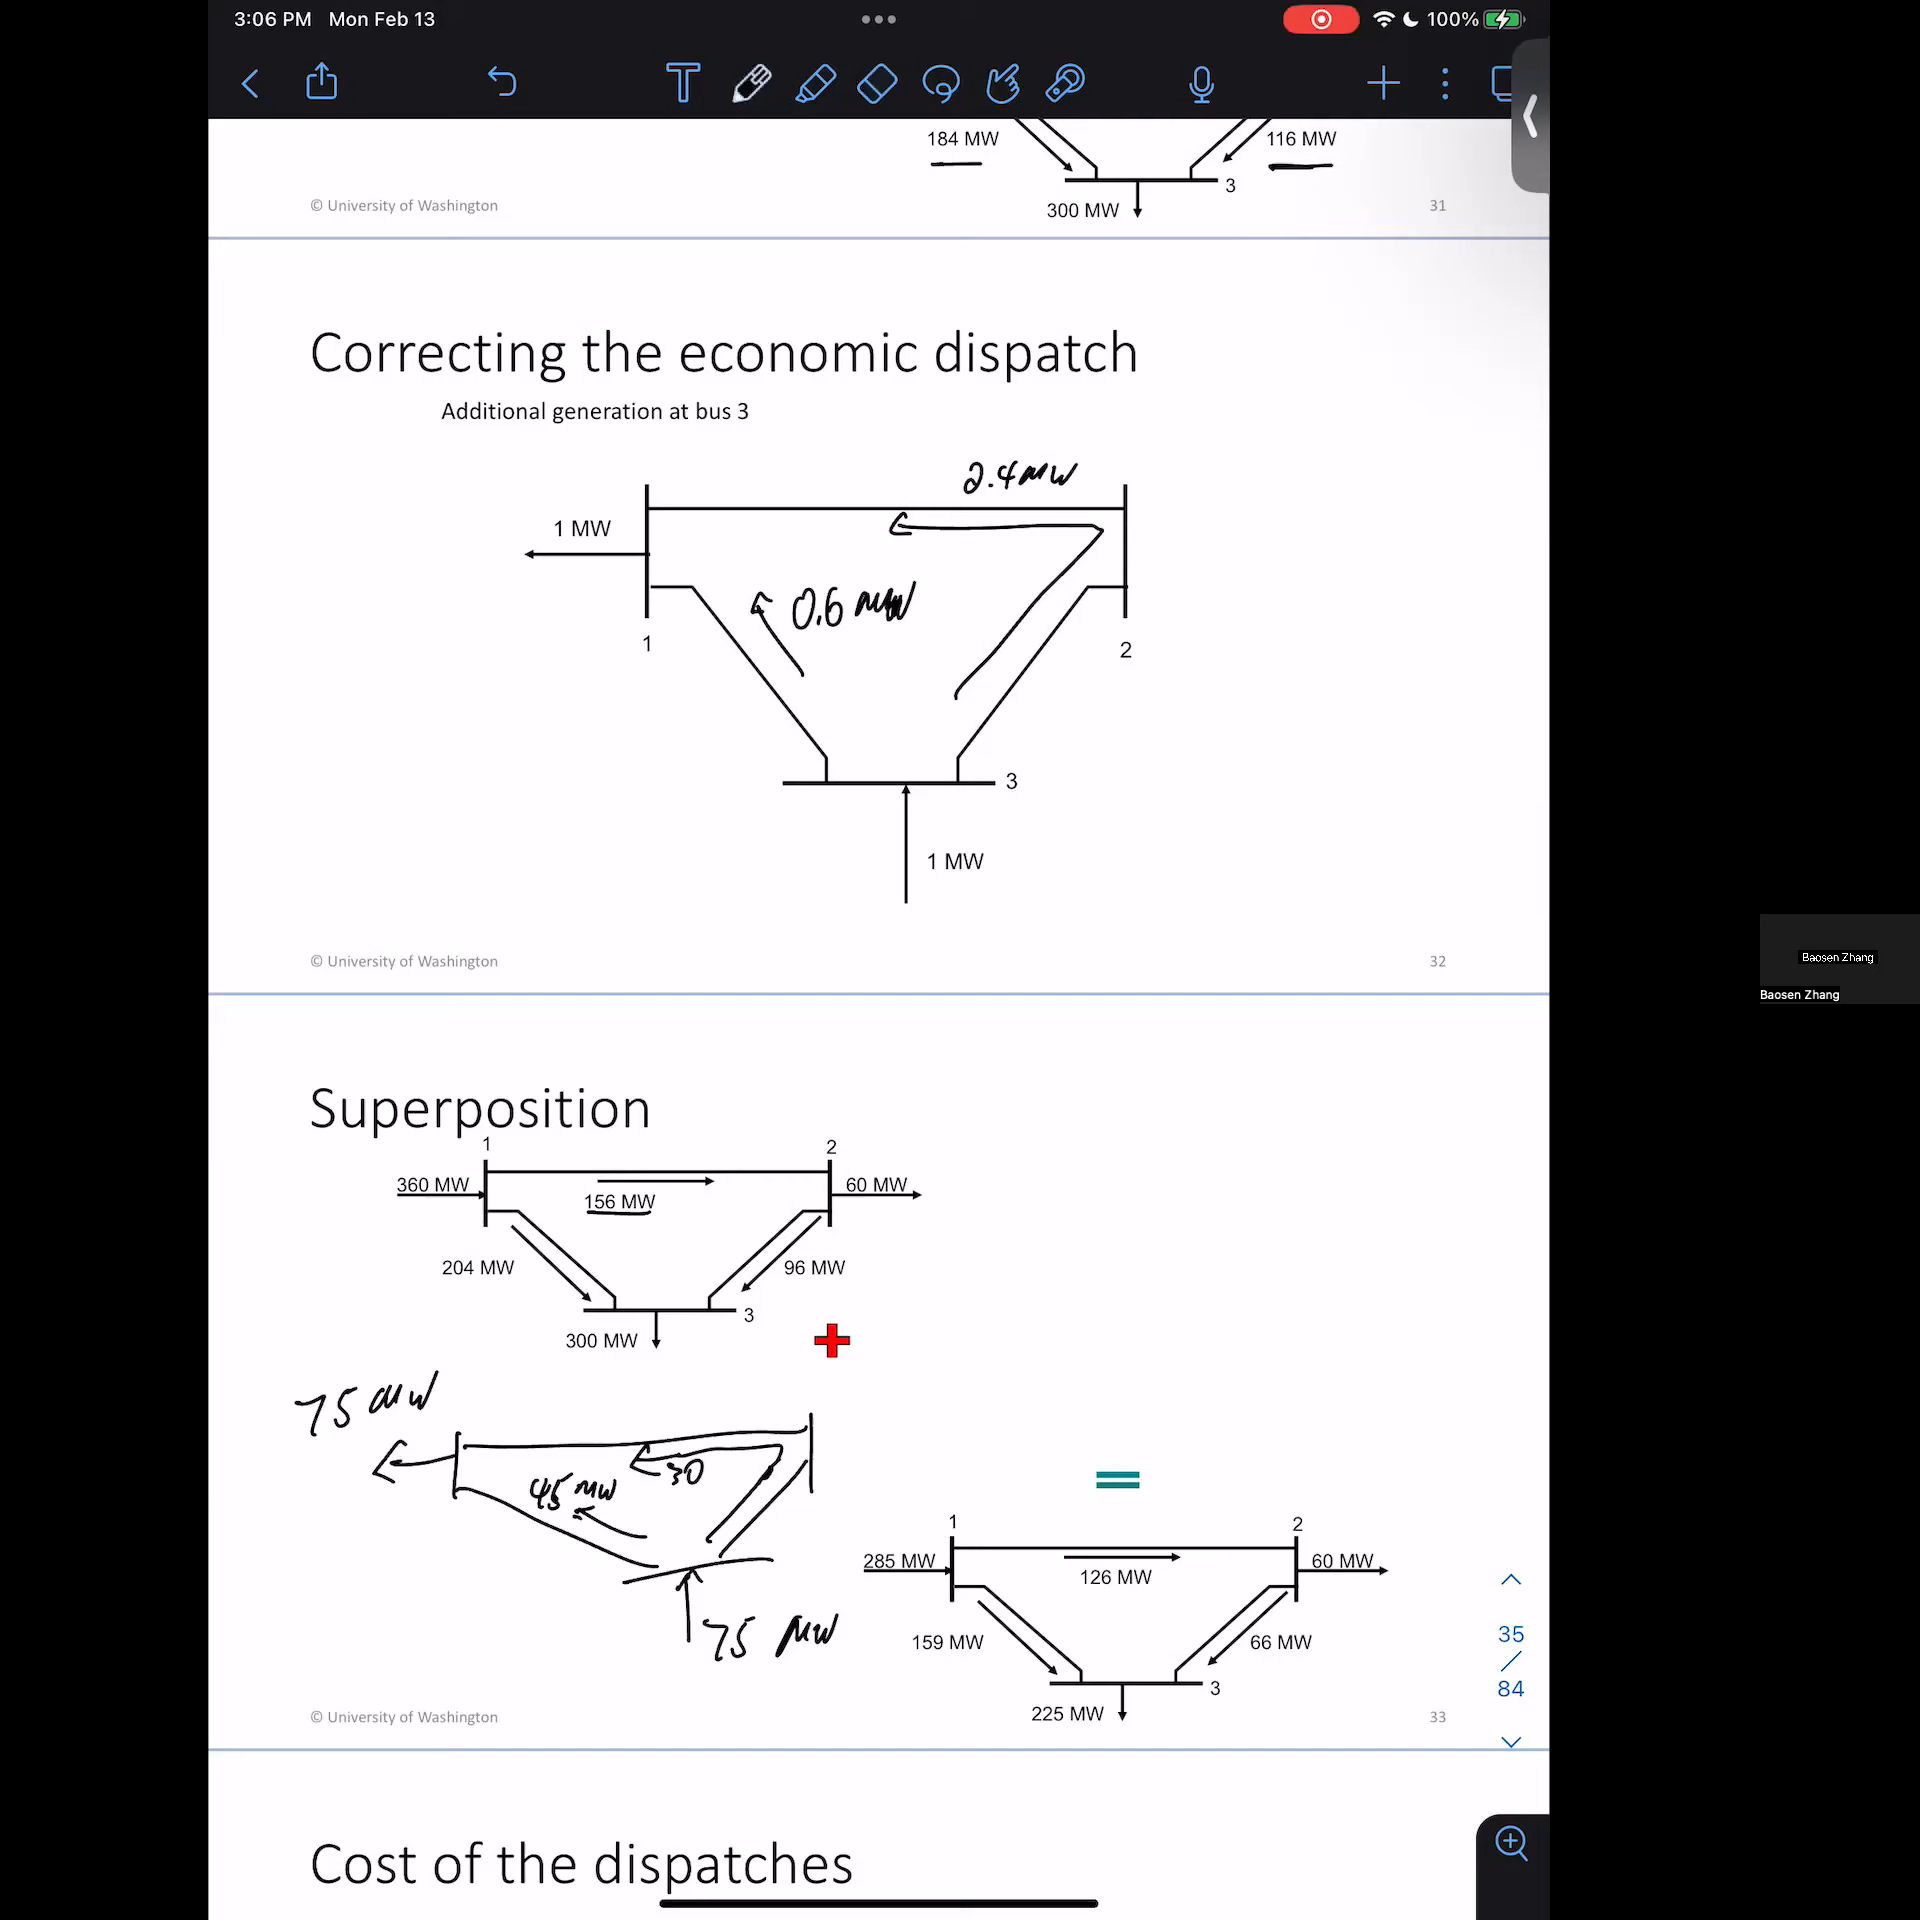 3:06 PM Mon Feb 13
100%
184 MW
116 MW
3
300 MW
© University of Washington
31
Correcting the economic dispatch
Additional generation at bus 3
0.4 MW
1 MW
0.6 MW
1
2
3
1 MW
© University of Washington
32
Baosen Zhang
Baosen Zhang
Superposition
1
2
360 MW
156 MW
60 MW
204 MW
96 MW
3
300 MW
75 MW
30
45 MW
75 MW
1
2
285 MW
126 MW
60 MW
159 MW
66 MW
3
225 MW
35
/
84
© University of Washington
33
Cost of the dispatches